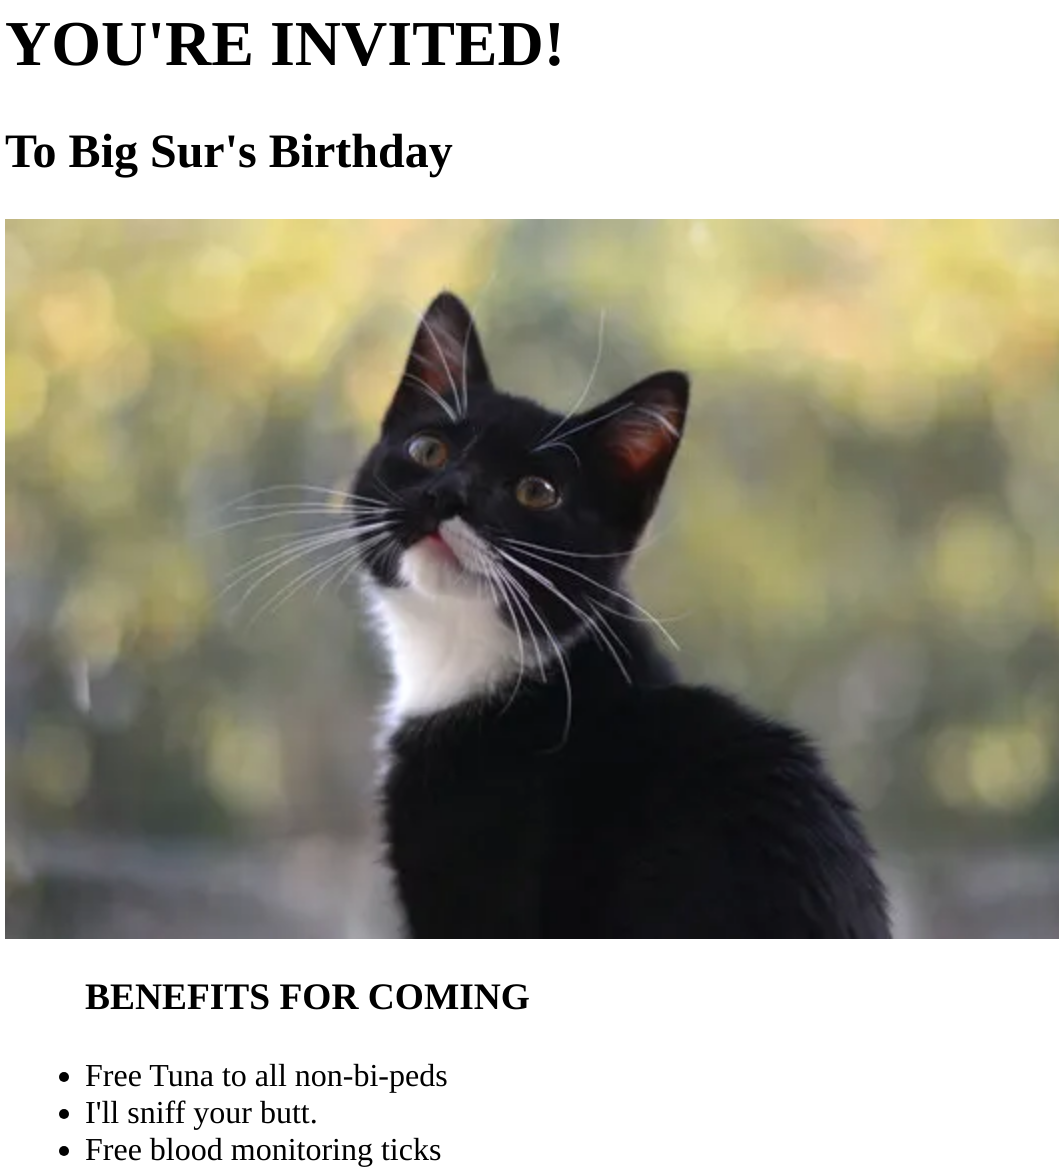 YOU'RE INVITED!
To Big Sur's Birthday
BENEFITS FOR COMING
Free Tuna to all non-bi-peds
I'll sniff your butt.
Free blood monitoring ticks